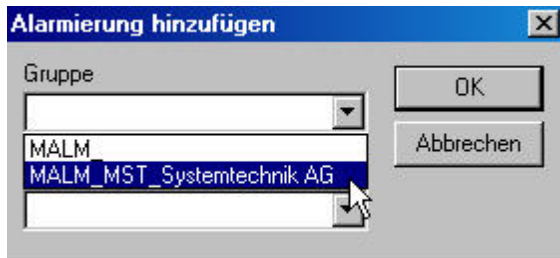 Alarmierung hinzufügen
Gruppe
OK
MALM_
Abbrechen
MALM_MST_Systemtechnik AG